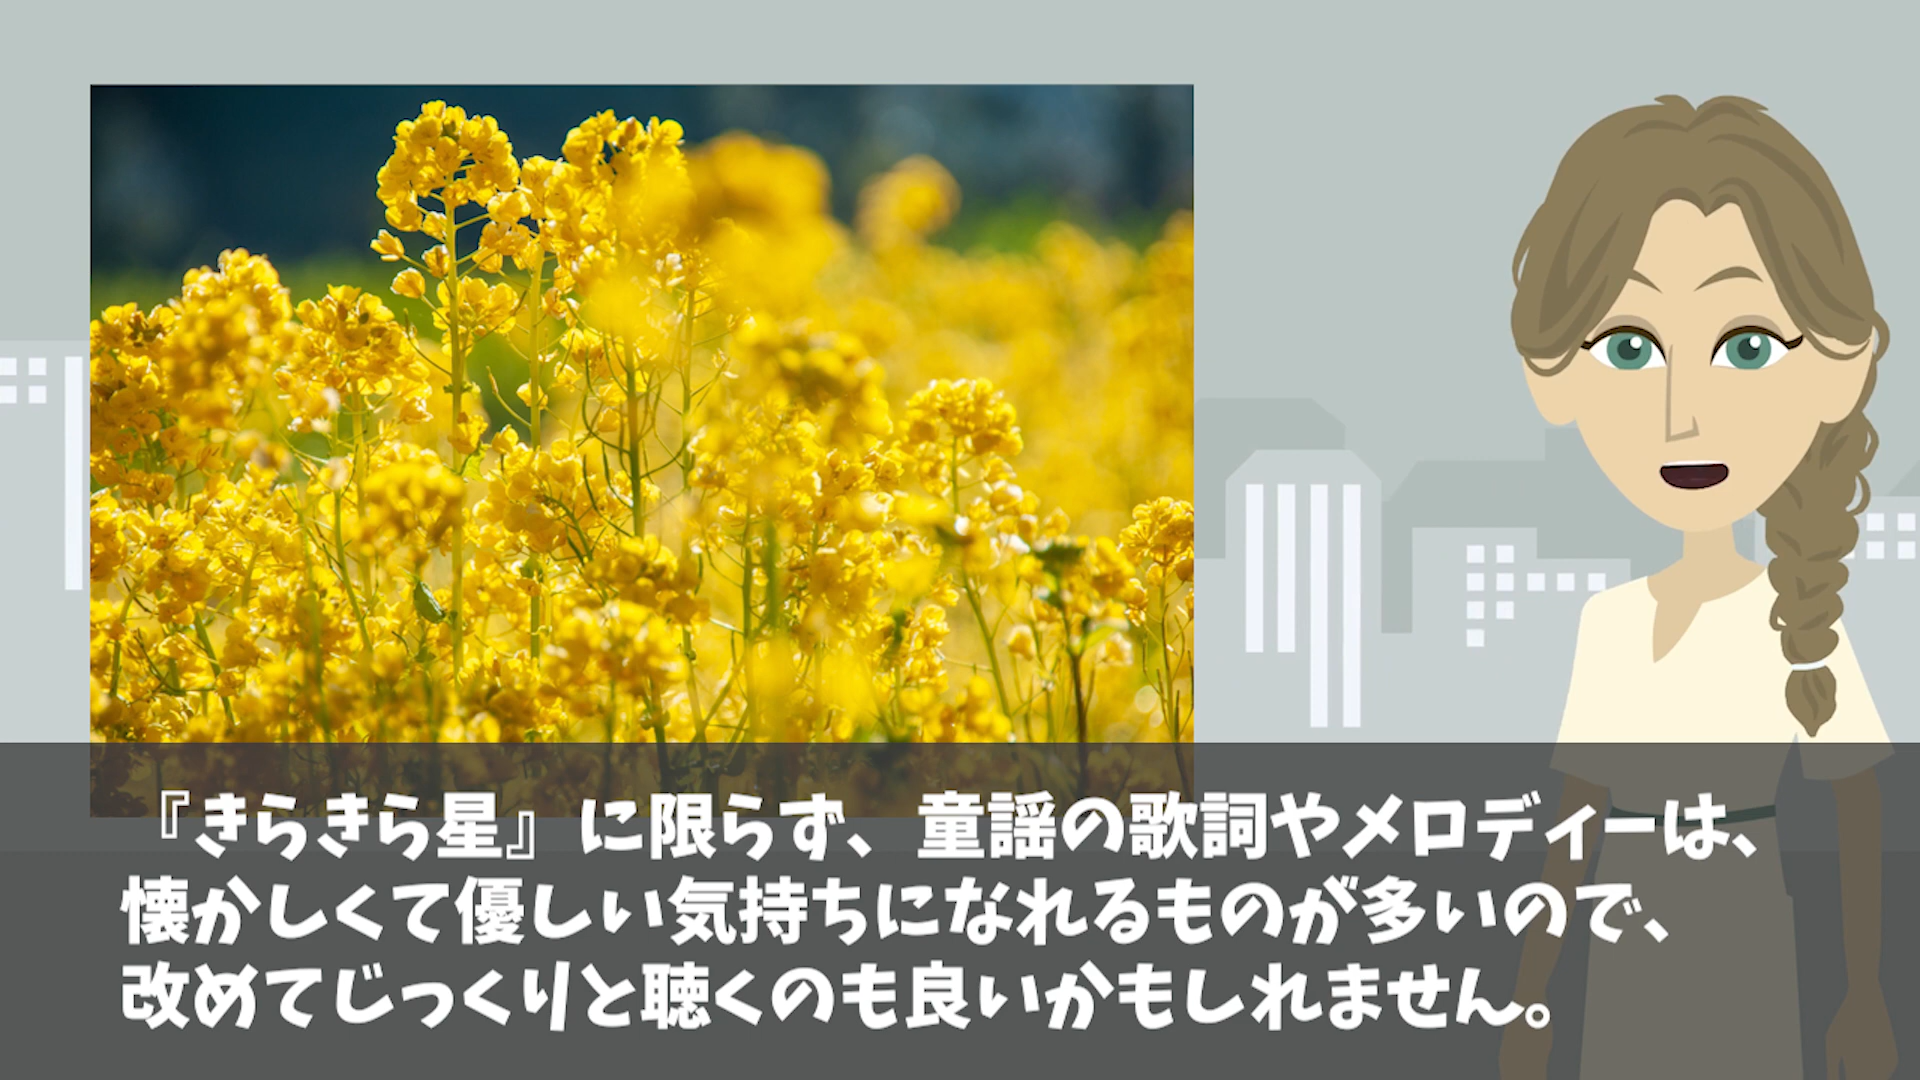 『きらきら星』に限らず、童謡の歌詞やメロディーは、
懐かしくて優しい気持ちになれるものが多いので、
改めてじっくりと聴くのも良いかもしれません。